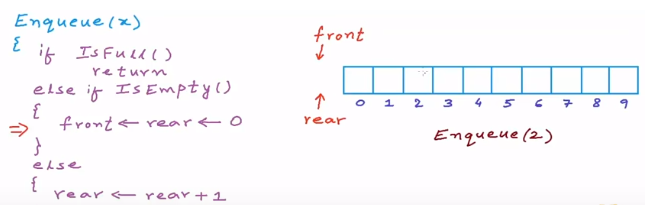 Enqueue(x)
{ if IsFull()
return
else if IsEmpty()
{
⇒ front ← rear ← 0
}
else
{
rear ← rear + 1
front
↓
↑ 0 1 2 3 4 5 6 7 8 9
rear
Enqueue(2)